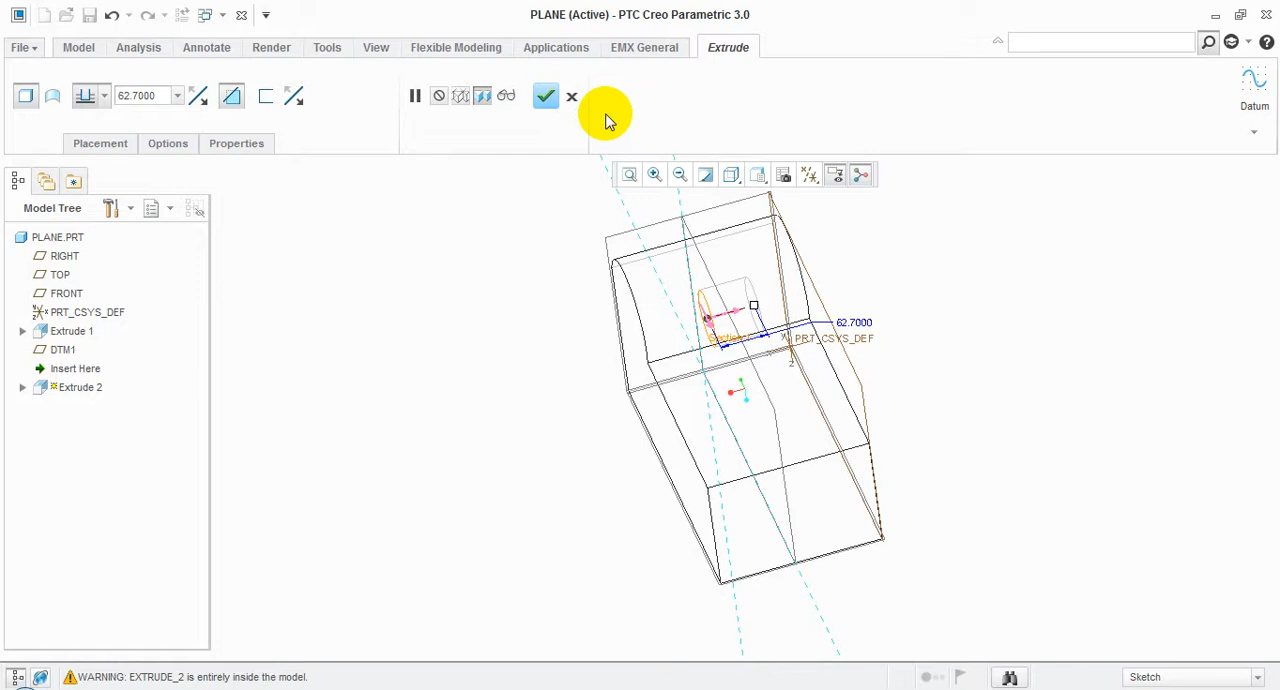 PLANE (Active) - PTC Creo Parametric 3.0
File Model Analysis Annotate Render Tools View Flexible Modeling Applications EMX General Extrude
62.7000
Datum
Placement Options Properties
Model Tree
PLANE.PRT
RIGHT
TOP
FRONT
PRT_CSYS_DEF
Extrude 1
DTM1
Insert Here
Extrude 2
62.7000
PRT_CSYS_DEF
Z
WARNING: EXTRUDE_2 is entirely inside the model.
Sketch